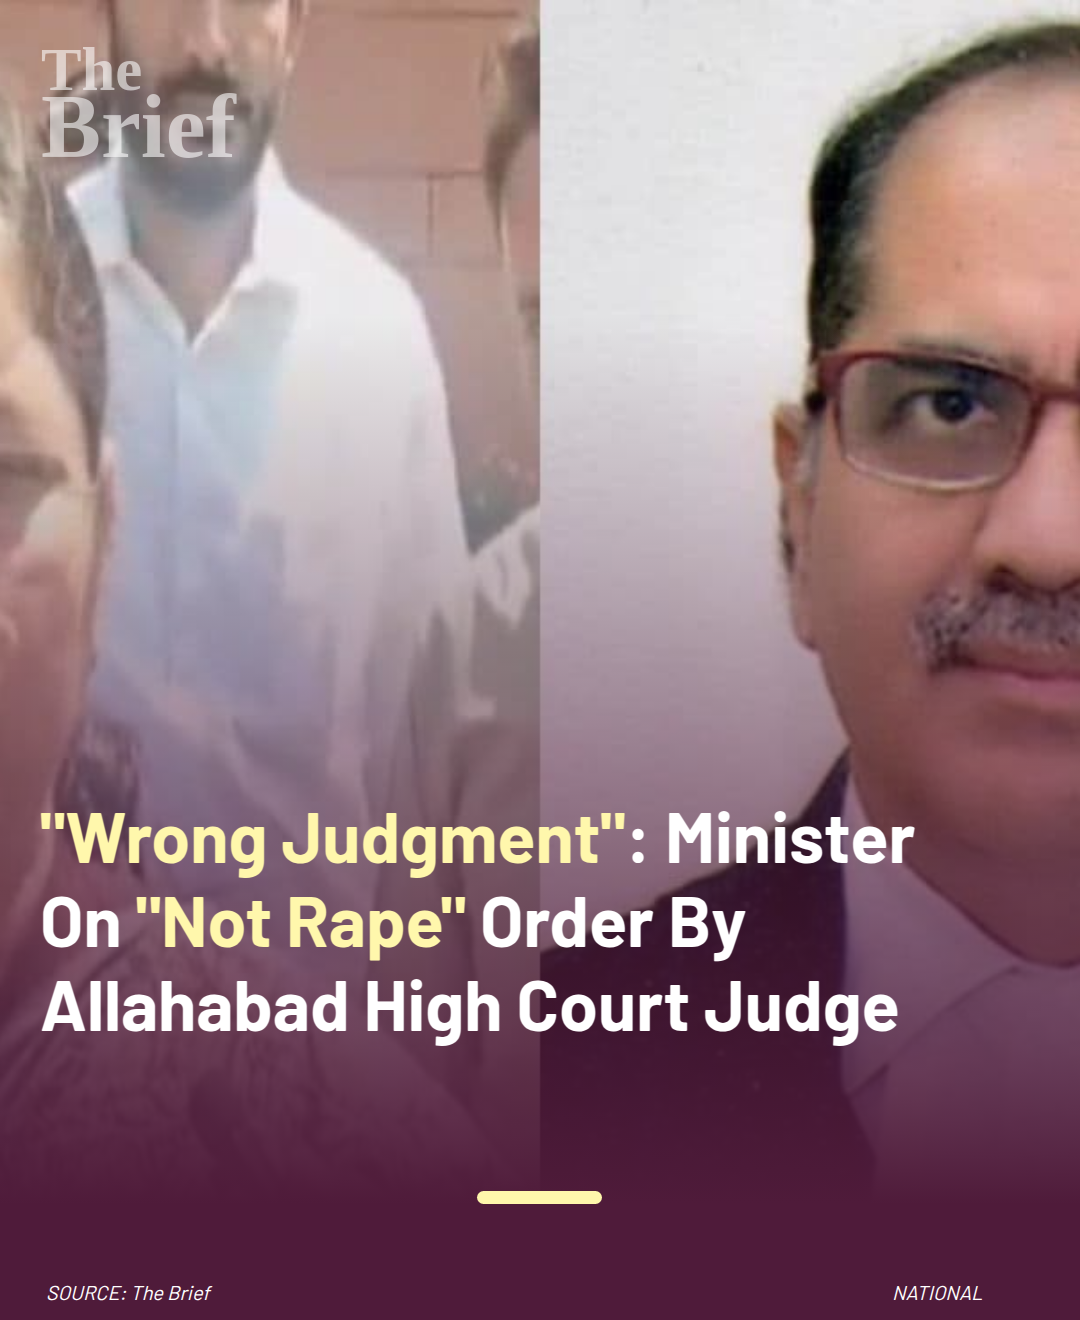 The
Brief
"Wrong Judgment": Minister
On "Not Rape" Order By
Allahabad High Court Judge
SOURCE: The Brief
NATIONAL